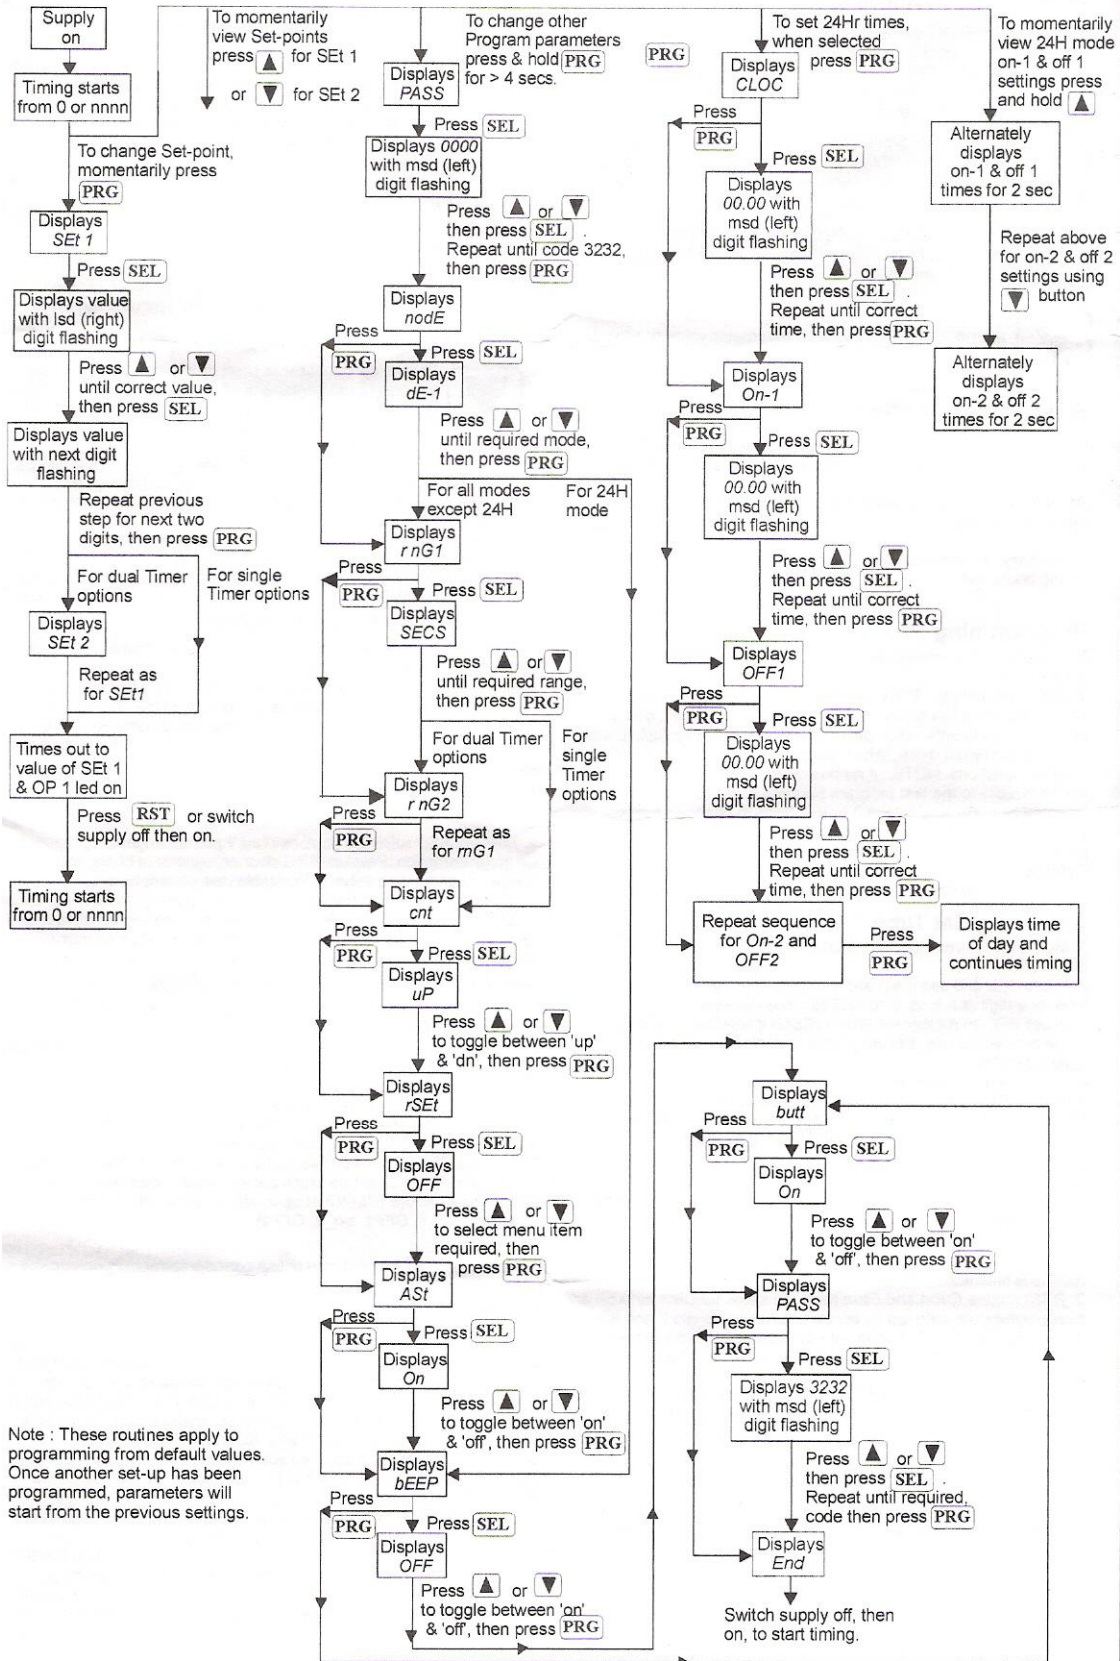 Supply
on
Timing starts
from 0 or nnnn
To change Set-point,
momentarily press
PRG
Displays
SEt 1
Press SEL
Displays value
with lsd (right)
digit flashing
Press ▲ or ▼
until correct value,
then press SEL
Displays value
with next digit
flashing
Repeat previous
step for next two
digits, then press PRG
For dual Timer
options
For single
Timer options
Displays
SEt 2
Repeat as
for SEt1
Times out to
value of SEt 1
& OP 1 led on
Press RST or switch
supply off then on.
Timing starts
from 0 or nnnn
Note : These routines apply to
programming from default values.
Once another set-up has been
programmed, parameters will
start from the previous settings.
To momentarily
view Set-points
press ▲ for SEt 1
or ▼ for SEt 2
To change other
Program parameters
press & hold PRG
for > 4 secs.
Displays
PASS
Press SEL
Displays 0000
with msd (left)
digit flashing
Press ▲ or ▼
then press SEL .
Repeat until code 3232,
then press PRG
Displays
nodE
Press
PRG
Press SEL
Displays
dE-1
Press ▲ or ▼
until required mode,
then press PRG
For all modes
except 24H
For 24H
mode
Displays
r nG1
Press
PRG
Press SEL
Displays
SECS
Press ▲ or ▼
until required range,
then press PRG
For dual Timer
options
For
single
Timer
options
Displays
r nG2
Press
PRG
Repeat as
for rnG1
Displays
cnt
Press
PRG
Press SEL
Displays
uP
Press ▲ or ▼
to toggle between 'up'
& 'dn', then press PRG
Displays
rSEt
Press
PRG
Press SEL
Displays
OFF
Press ▲ or ▼
to select menu item
required, then
press PRG
Displays
ASt
Press
PRG
Press SEL
Displays
On
Press ▲ or ▼
to toggle between 'on'
& 'off', then press PRG
Displays
bEEP
Press
PRG
Press SEL
Displays
OFF
Press ▲ or ▼
to toggle between 'on'
& 'off', then press PRG
PRG
To set 24Hr times,
when selected
press PRG
Displays
CLOC
Press
PRG
Press SEL
Displays
00.00 with
msd (left)
digit flashing
Press ▲ or ▼
then press SEL .
Repeat until correct
time, then press PRG
Displays
On-1
Press
PRG
Press SEL
Displays
00.00 with
msd (left)
digit flashing
Press ▲ or ▼
then press SEL .
Repeat until correct
time, then press PRG
Displays
OFF1
Press
PRG
Press SEL
Displays
00.00 with
msd (left)
digit flashing
Press ▲ or ▼
then press SEL .
Repeat until correct
time, then press PRG
Repeat sequence
for On-2 and
OFF2
Press
PRG
Displays time
of day and
continues timing
To momentarily
view 24H mode
on-1 & off 1
settings press
and hold ▲
Alternately
displays
on-1 & off 1
times for 2 sec
Repeat above
for on-2 & off 2
settings using
▼ button
Alternately
displays
on-2 & off 2
times for 2 sec
Displays
butt
Press
PRG
Press SEL
Displays
On
Press ▲ or ▼
to toggle between 'on'
& 'off', then press PRG
Displays
PASS
Press
PRG
Press SEL
Displays 3232
with msd (left)
digit flashing
Press ▲ or ▼
then press SEL .
Repeat until required,
code then press PRG
Displays
End
Switch supply off, then
on, to start timing.